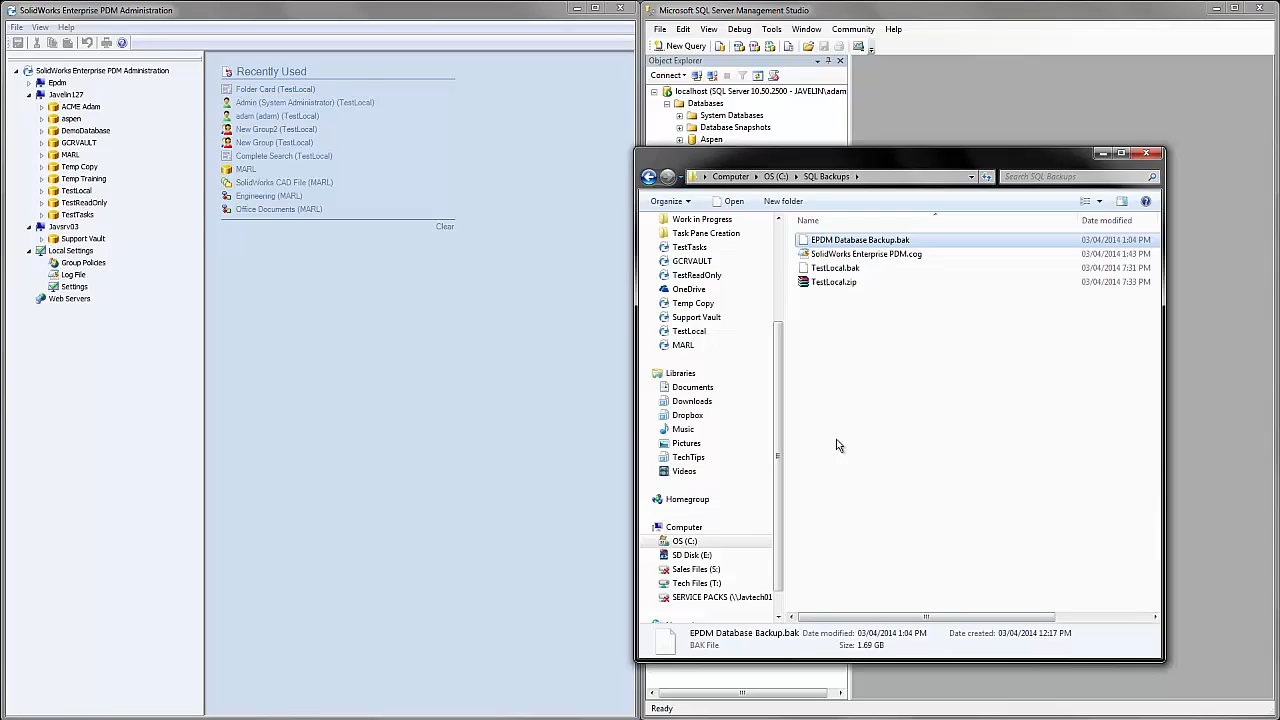 SolidWorks Enterprise PDM Administration
File View Help
SolidWorks Enterprise PDM Administration
Epdm
Javelin127
ACME Adam
aspen
DemoDatabase
GCRVAULT
MARL
Temp Copy
Temp Training
TestLocal
TestReadOnly
TestTasks
Javsrv03
Support Vault
Local Settings
Group Policies
Log File
Settings
Web Servers
Recently Used
Folder Card (TestLocal)
Admin (System Administrator) (TestLocal)
adam (adam) (TestLocal)
New Group2 (TestLocal)
New Group (TestLocal)
Complete Search (TestLocal)
MARL
SolidWorks CAD File (MARL)
Engineering (MARL)
Office Documents (MARL)
Clear
Microsoft SQL Server Management Studio
File Edit View Debug Tools Window Community Help
New Query
Object Explorer
Connect
localhost (SQL Server 10.50.2500 - JAVELIN\adam
Databases
System Databases
Database Snapshots
Aspen
Computer OS (C:) SQL Backups
Search SQL Backups
Organize Open New folder
Work in Progress
Task Pane Creation
TestTasks
GCRVAULT
TestReadOnly
OneDrive
Temp Copy
Support Vault
TestLocal
MARL
Libraries
Documents
Downloads
Dropbox
Music
Pictures
TechTips
Videos
Homegroup
Computer
OS (C:)
SD Disk (E:)
Sales Files (S:)
Tech Files (T:)
SERVICE PACKS (\\Javtech01
Name Date modified
EPDM Database Backup.bak 03/04/2014 1:04 PM
SolidWorks Enterprise PDM.cog 03/04/2014 1:43 PM
TestLocal.bak 03/04/2014 7:31 PM
TestLocal.zip 03/04/2014 7:33 PM
EPDM Database Backup.bak Date modified: 03/04/2014 1:04 PM Date created: 03/04/2014 12:17 PM
BAK File Size: 1.69 GB
Ready